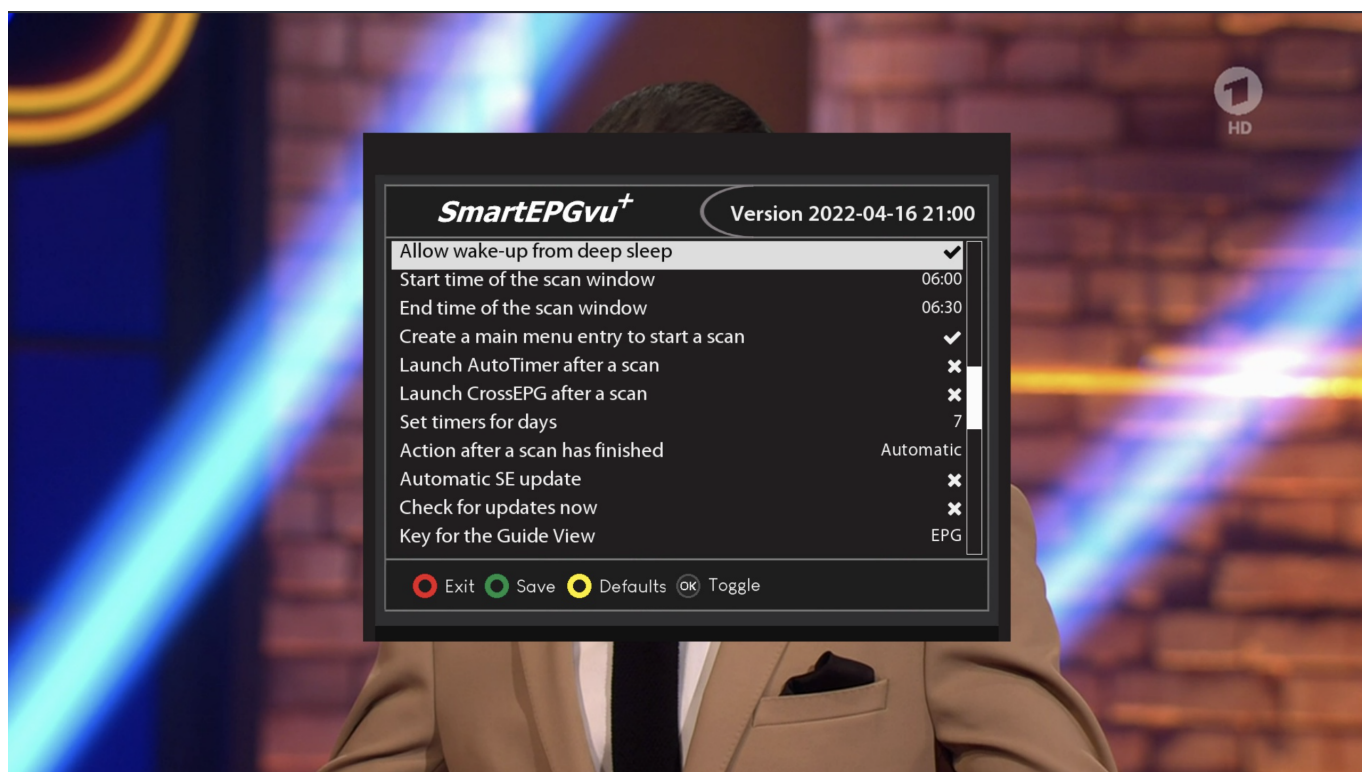 1
HD
SmartEPGvu+
Version 2022-04-16 21:00
Allow wake-up from deep sleep ✔
Start time of the scan window 06:00
End time of the scan window 06:30
Create a main menu entry to start a scan ✔
Launch AutoTimer after a scan ✖
Launch CrossEPG after a scan ✖
Set timers for days 7
Action after a scan has finished Automatic
Automatic SE update ✖
Check for updates now ✖
Key for the Guide View EPG
Exit Save Defaults OK Toggle